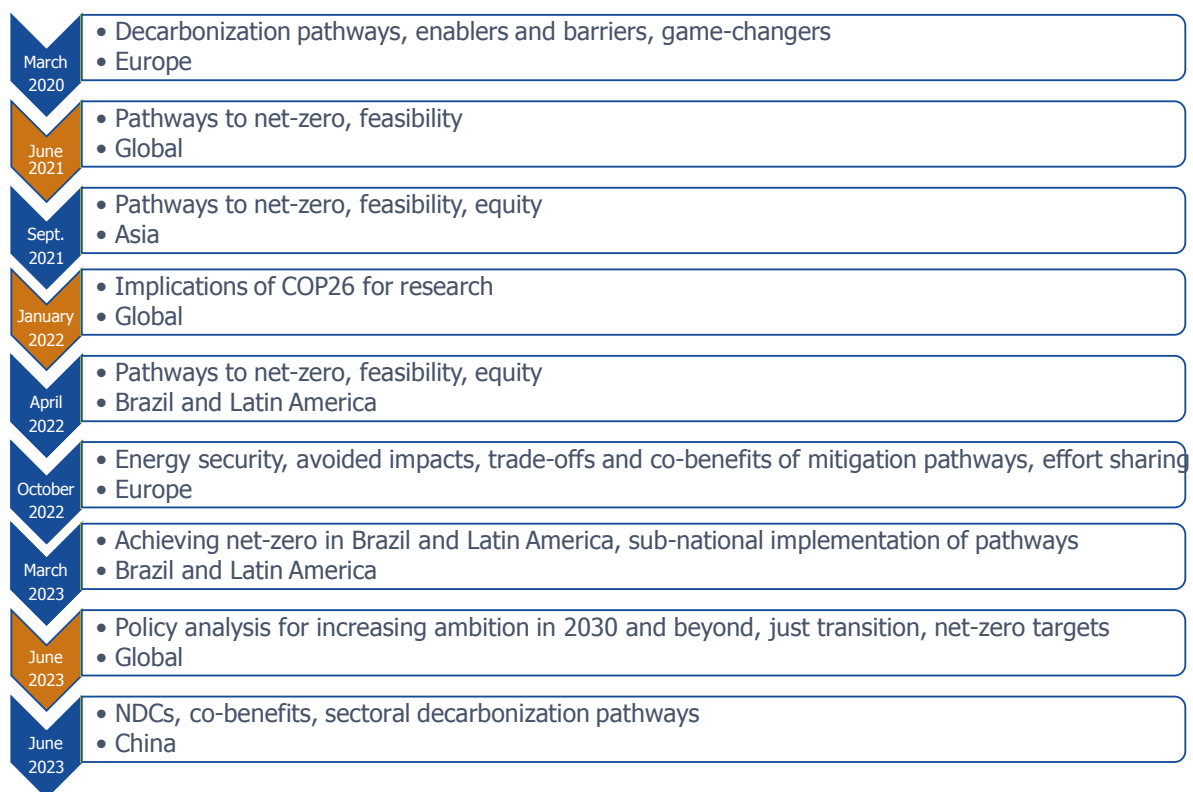 March
2020
• Decarbonization pathways, enablers and barriers, game-changers
• Europe
June
2021
• Pathways to net-zero, feasibility
• Global
Sept.
2021
• Pathways to net-zero, feasibility, equity
• Asia
January
2022
• Implications of COP26 for research
• Global
April
2022
• Pathways to net-zero, feasibility, equity
• Brazil and Latin America
October
2022
• Energy security, avoided impacts, trade-offs and co-benefits of mitigation pathways, effort sharing
• Europe
March
2023
• Achieving net-zero in Brazil and Latin America, sub-national implementation of pathways
• Brazil and Latin America
June
2023
• Policy analysis for increasing ambition in 2030 and beyond, just transition, net-zero targets
• Global
June
2023
• NDCs, co-benefits, sectoral decarbonization pathways
• China